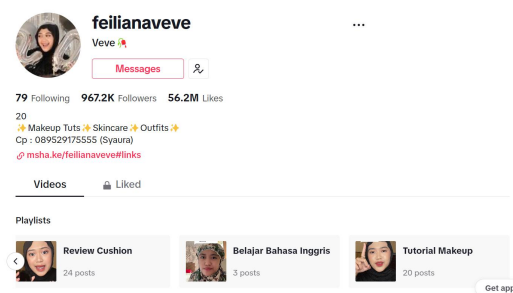 feilianaveve
Veve🥀
Messages
79 Following 967.2K Followers 56.2M Likes
20
✨Makeup Tuts✨Skincare✨Outfits✨
Cp : 089529175555 (Syaura)
msha.ke/feilianaveve#links
Videos Liked
Playlists
Review Cushion
24 posts
Belajar Bahasa Inggris
3 posts
Tutorial Makeup
20 posts
Get app